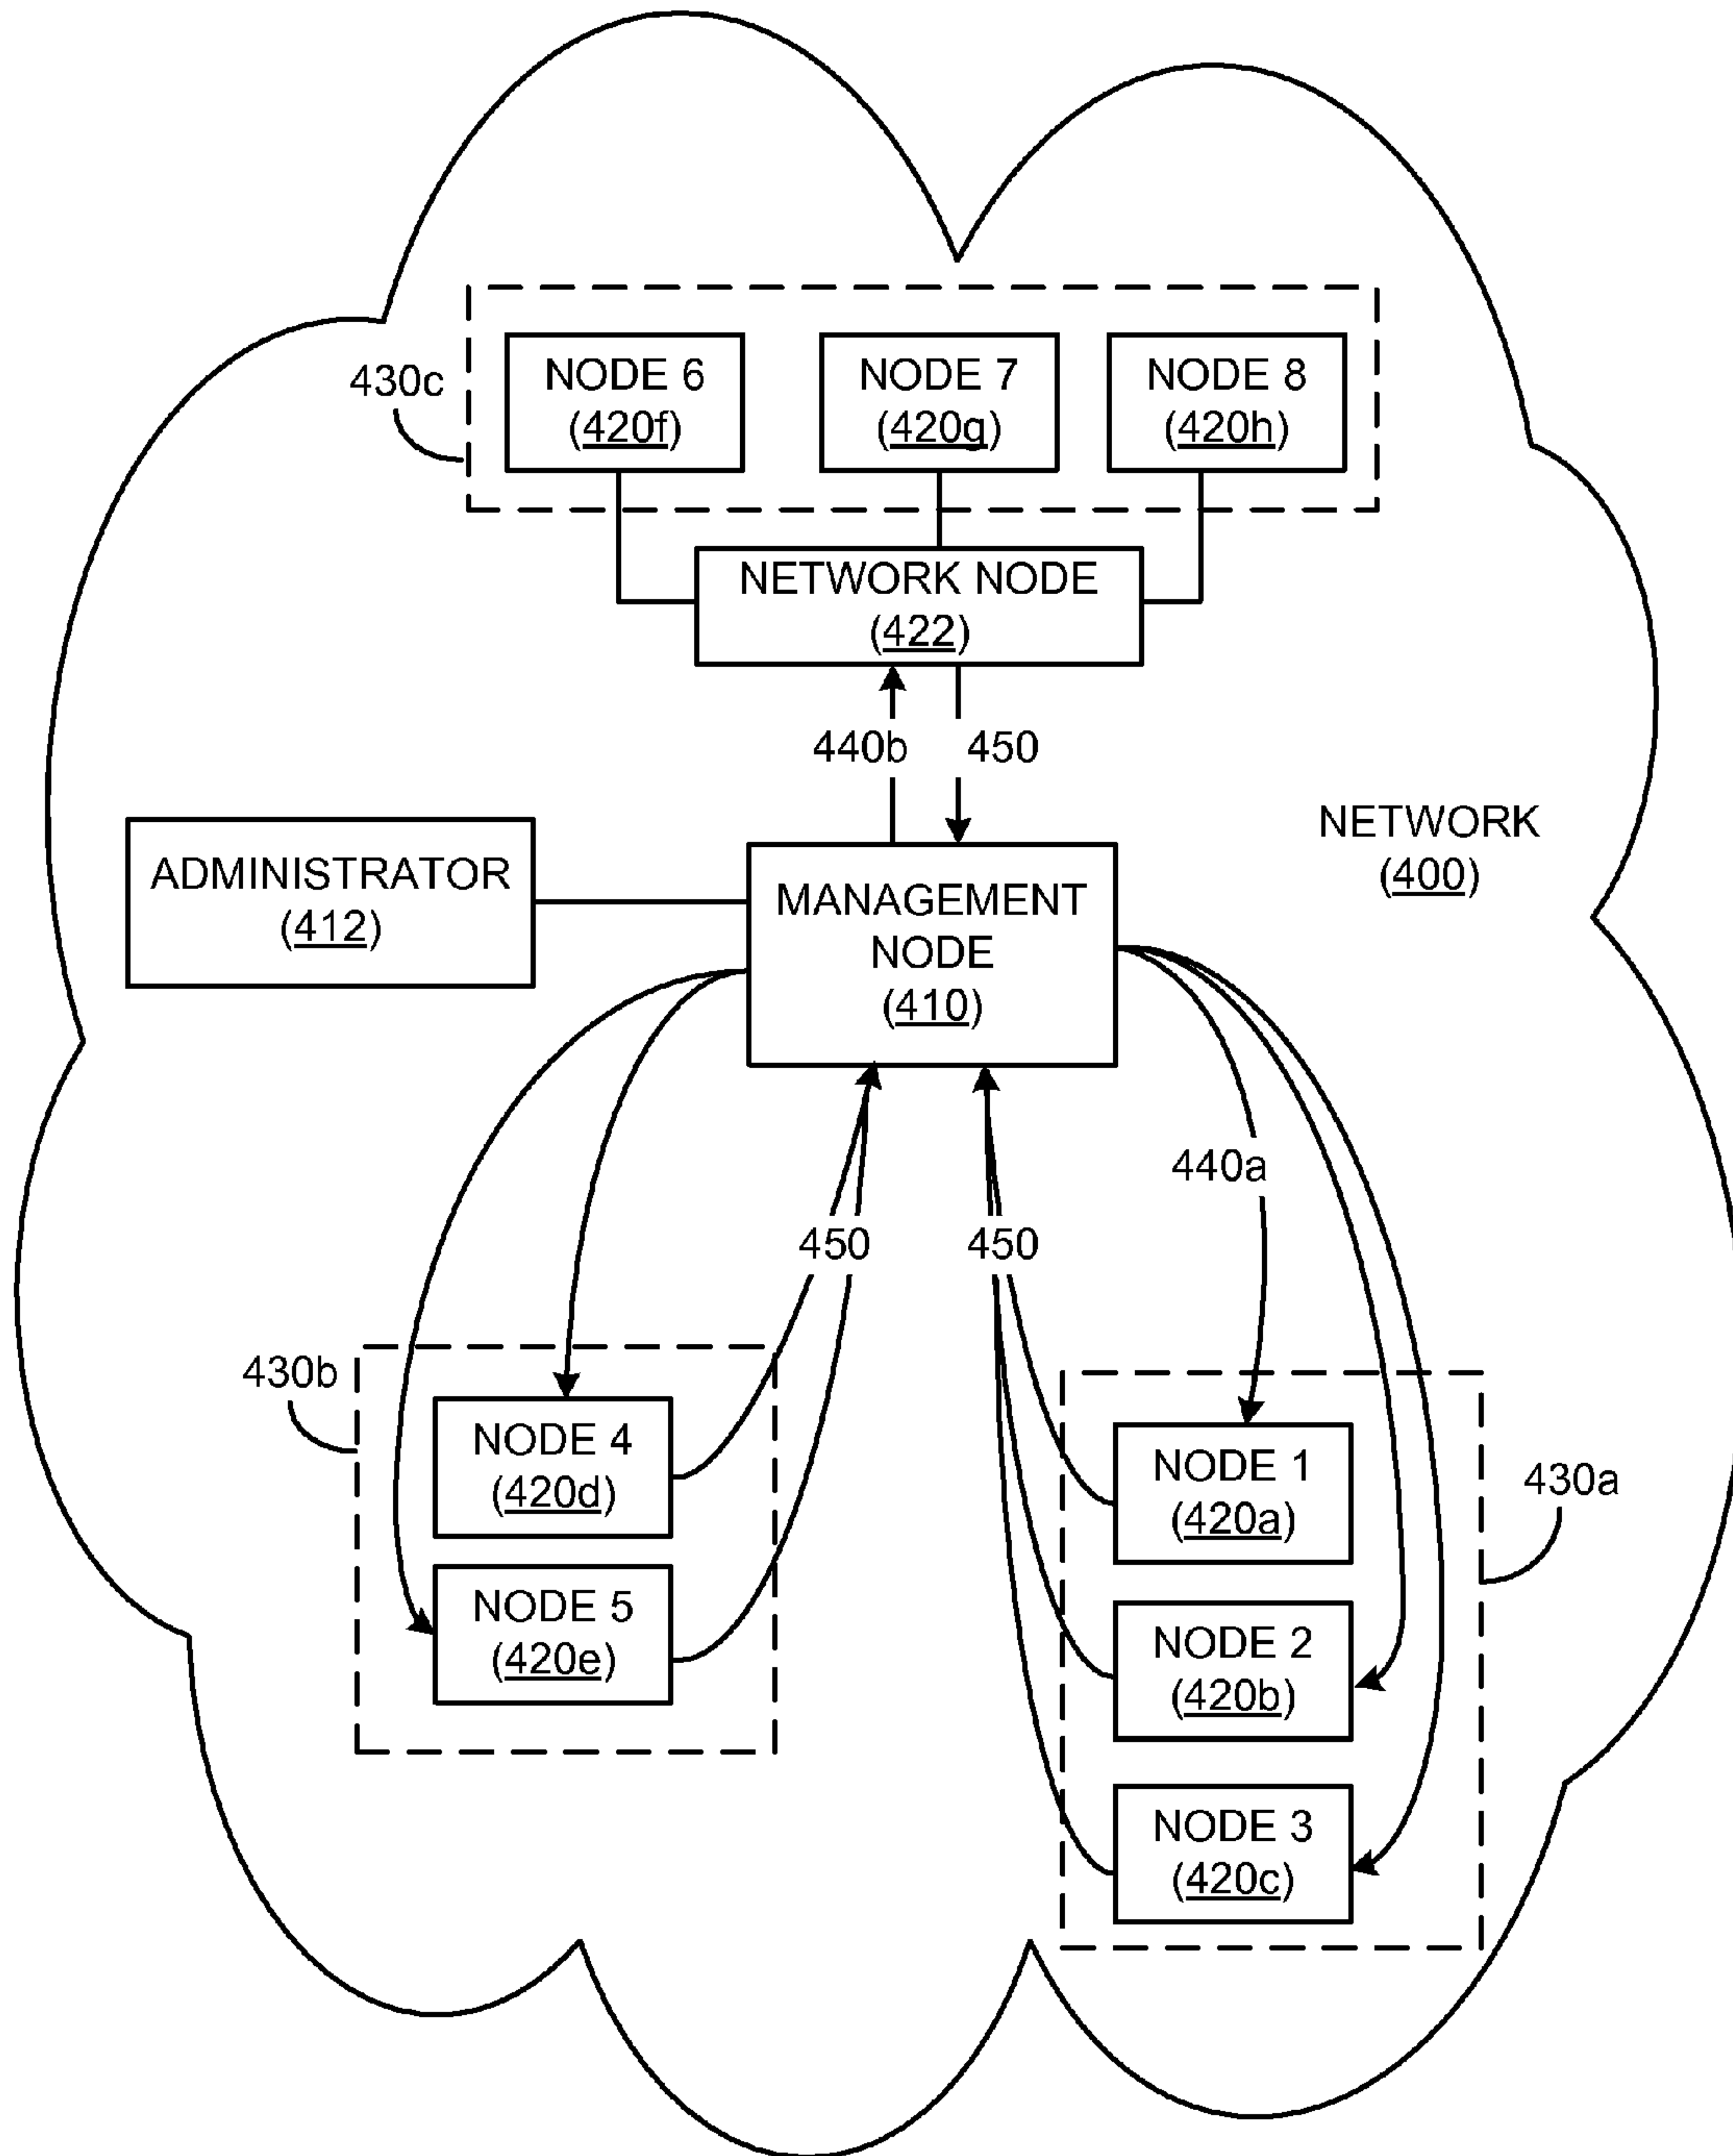 430c
NODE 6
(420f)
NODE 7
(420g)
NODE 8
(420h)
NETWORK NODE
(422)
440b
450
NETWORK
(400)
ADMINISTRATOR
(412)
MANAGEMENT
NODE
(410)
440a
450
450
430b
NODE 4
(420d)
NODE 5
(420e)
430a
NODE 1
(420a)
NODE 2
(420b)
NODE 3
(420c)